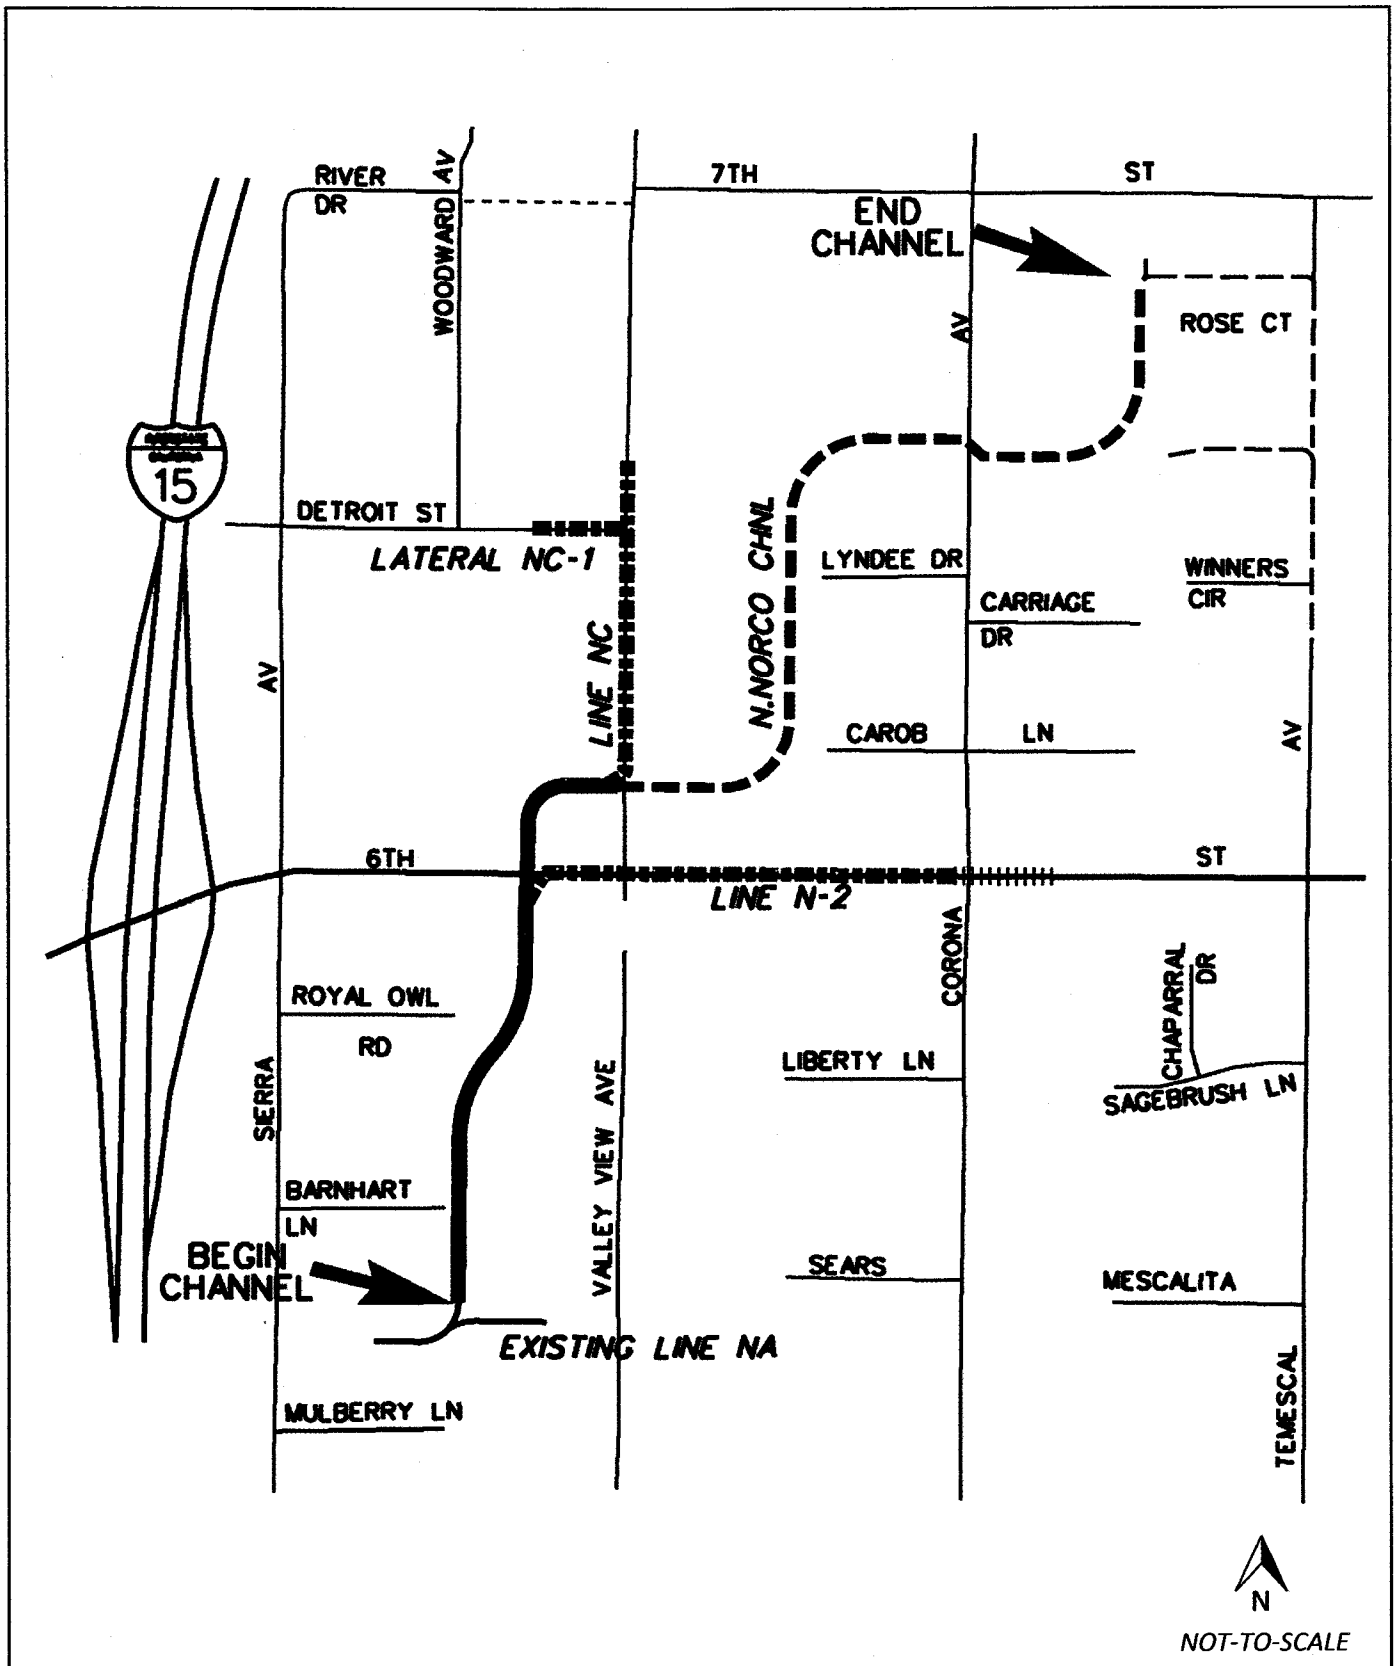 RIVER
DR
WOODWARD AV
7TH
ST
END
CHANNEL
AV
ROSE CT
15
DETROIT ST
LATERAL NC-1
LINE NC
N.NORCO CHNL
LYNDEE DR
WINNERS
CIR
CARRIAGE
DR
AV
CAROB LN
AV
6TH
ST
LINE N-2
CORONA
CHAPARRAL
DR
ROYAL OWL
RD
LIBERTY LN
SAGEBRUSH LN
SIERRA
VALLEY VIEW AVE
BARNHART
LN
BEGIN
CHANNEL
SEARS
MESCALITA
EXISTING LINE NA
MULBERRY LN
TEMESCAL
N
NOT-TO-SCALE